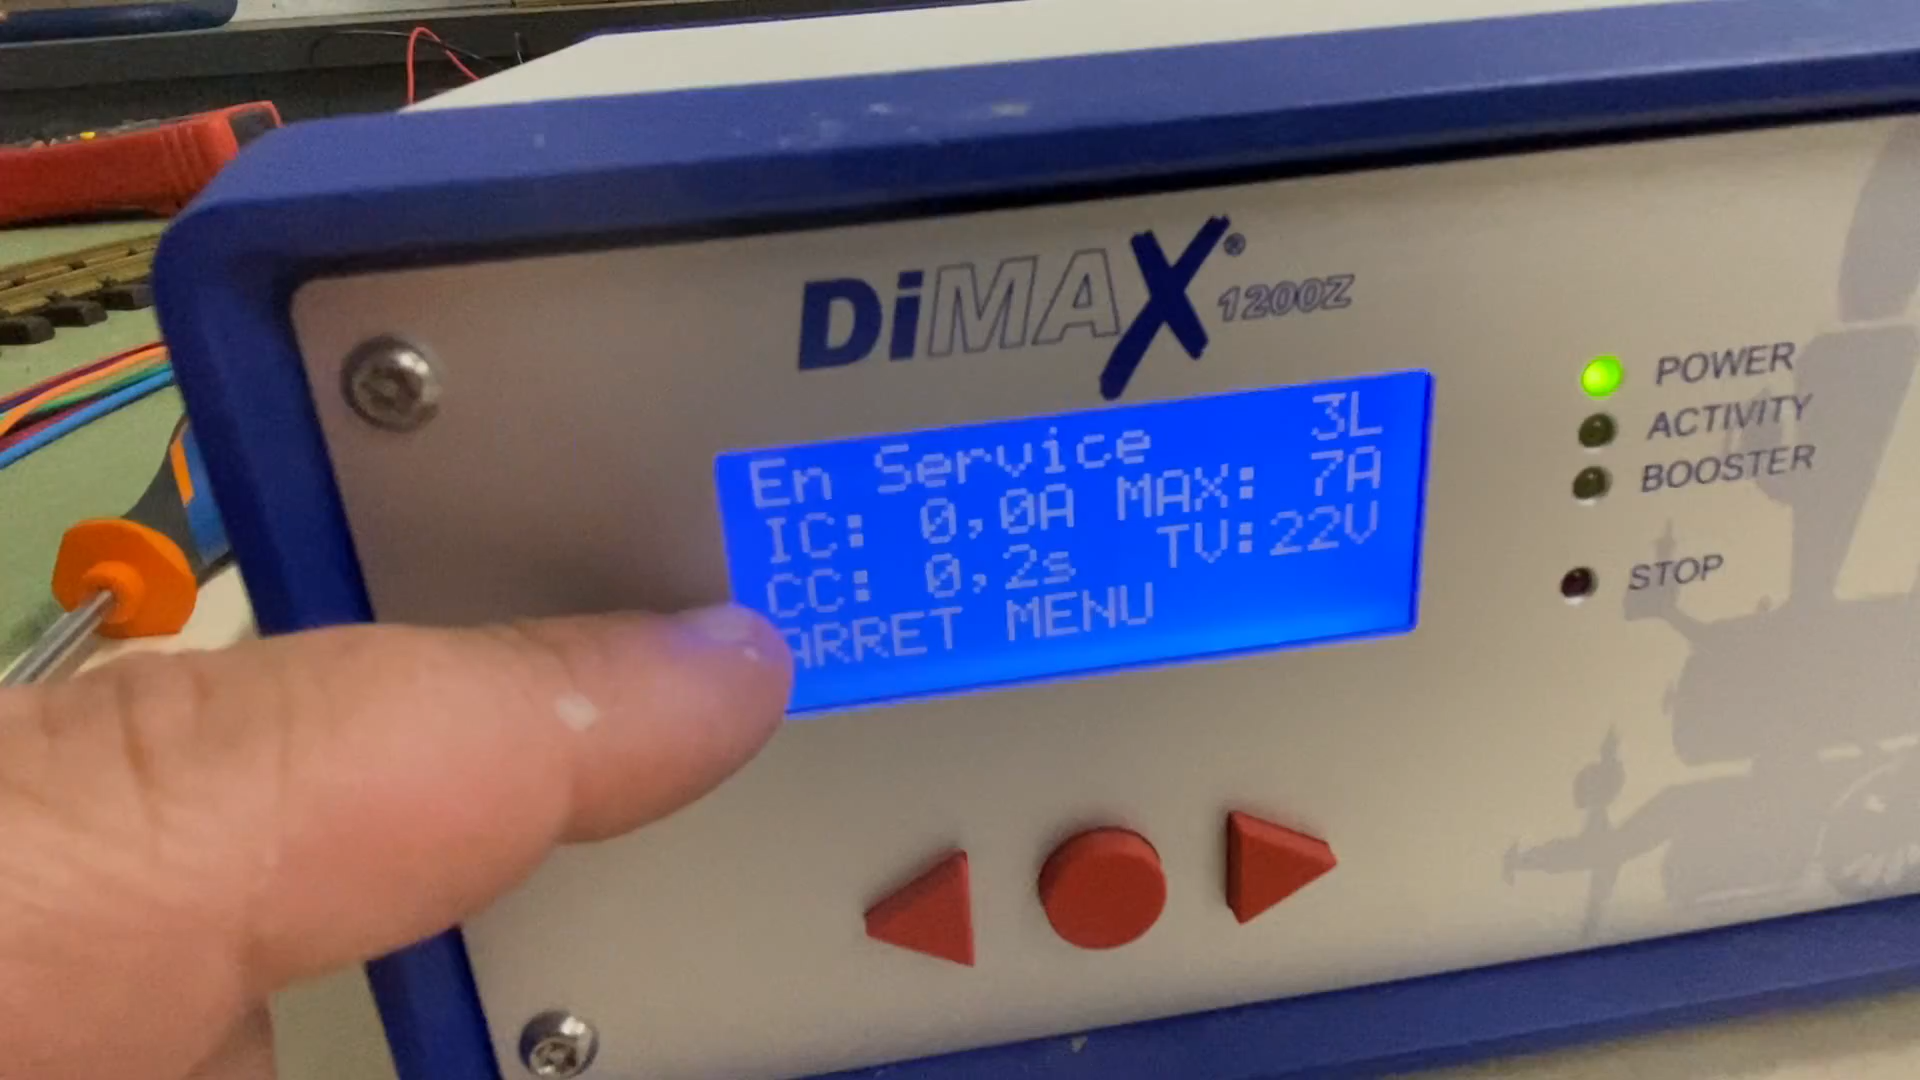 DiMAX® 1200Z
En Service 3L
IC: 0,0A MAX: 7A
CC: 0,2s TV:22V
ARRET MENU
POWER
ACTIVITY
BOOSTER
STOP